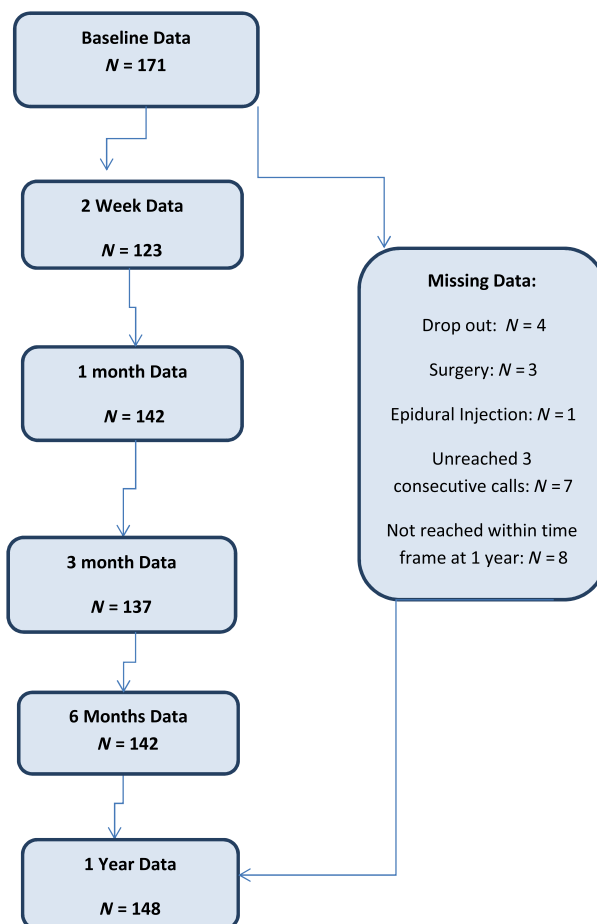 Baseline Data
N = 171
2 Week Data
N = 123
1 month Data
N = 142
3 month Data
N = 137
6 Months Data
N = 142
1 Year Data
N = 148
Missing Data:
Drop out: N = 4
Surgery: N = 3
Epidural Injection: N = 1
Unreached 3
consecutive calls: N = 7
Not reached within time
frame at 1 year: N = 8